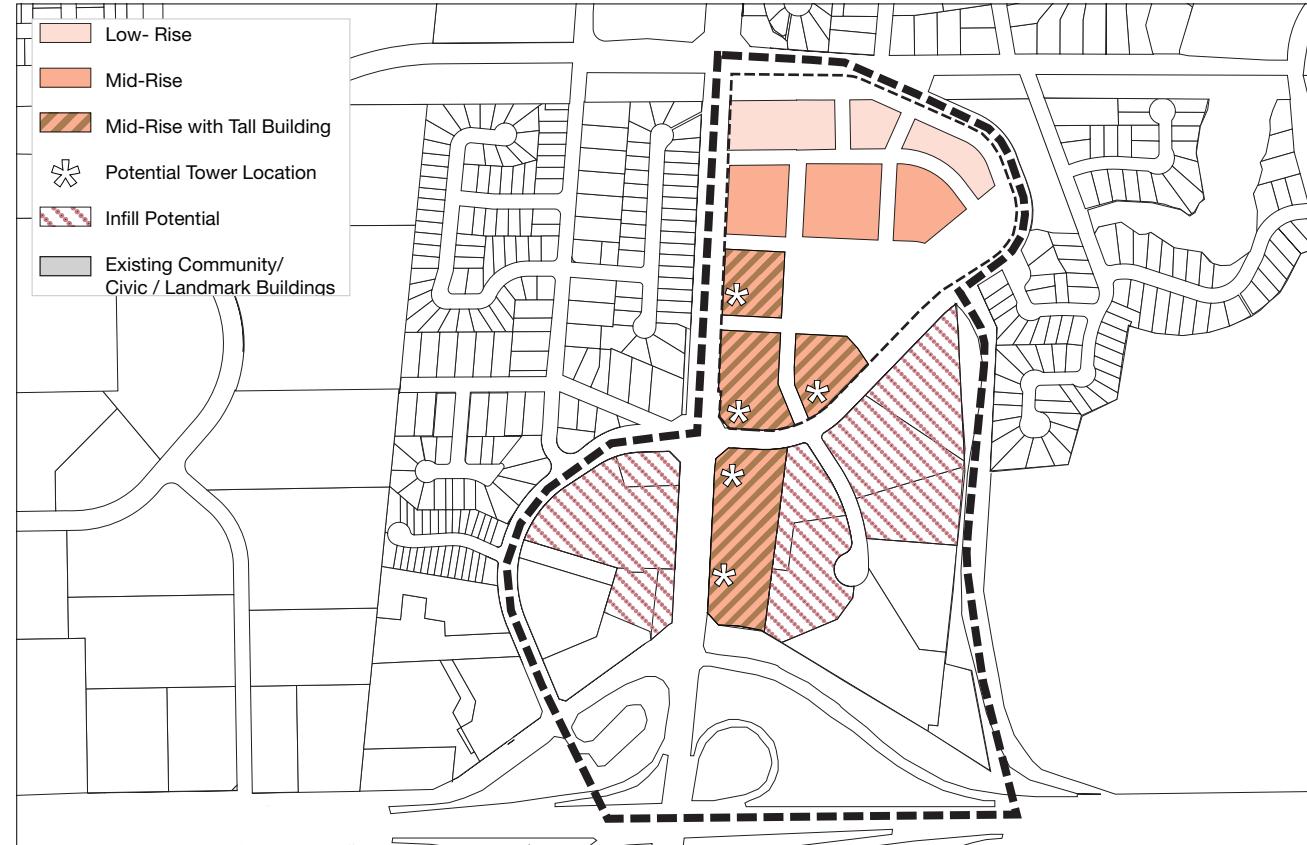 Low- Rise
Mid-Rise
Mid-Rise with Tall Building
Potential Tower Location
Infill Potential
Existing Community/
Civic / Landmark Buildings